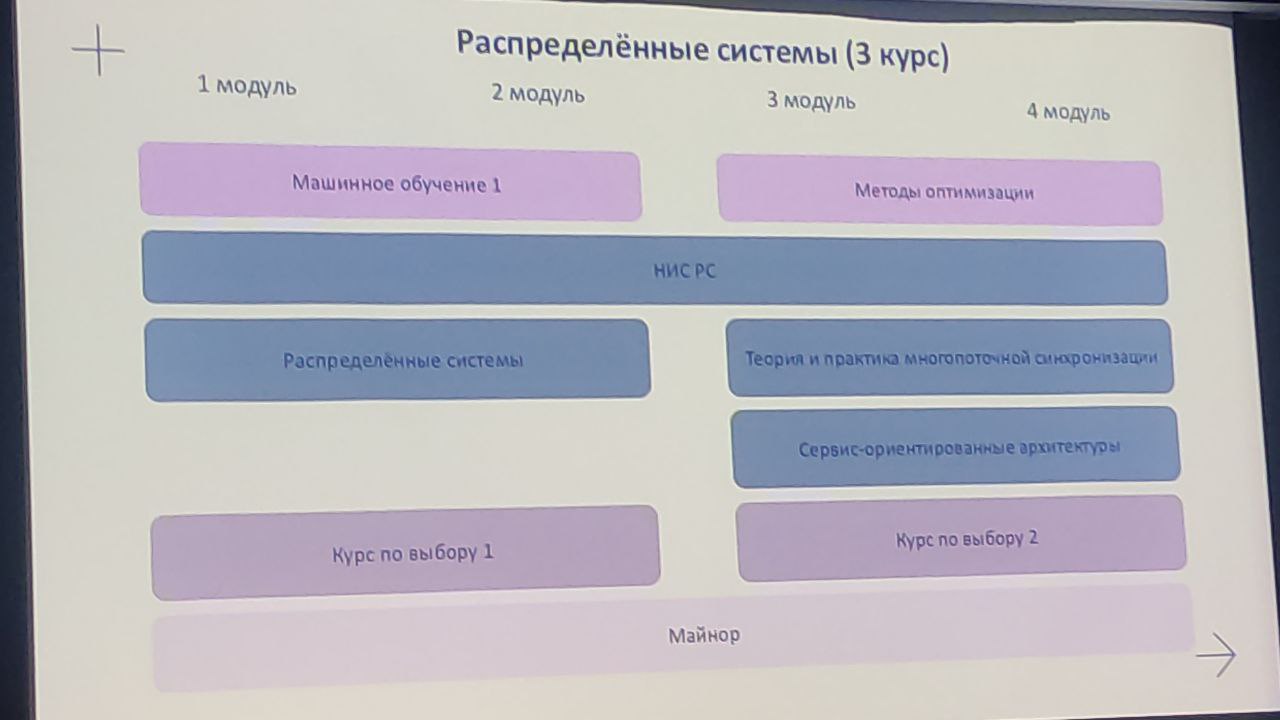 Распределённые системы (3 курс)
1 модуль
2 модуль
3 модуль
4 модуль
Машинное обучение 1
Методы оптимизации
НИС РС
Распределённые системы
Теория и практика многопоточной синхронизации
Сервис-ориентированные архитектуры
Курс по выбору 1
Курс по выбору 2
Майнор